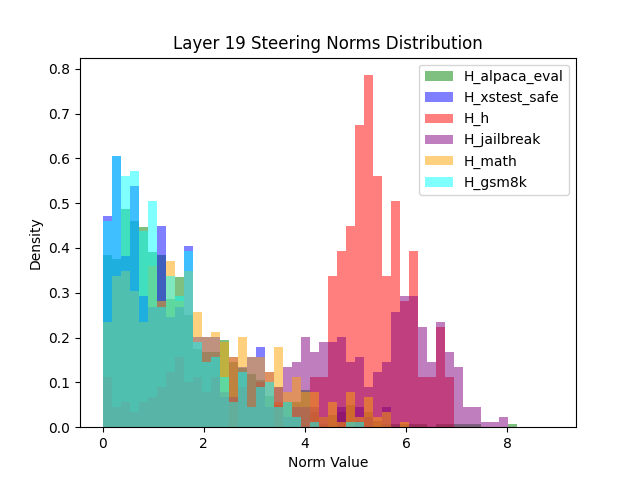 Layer 19 Steering Norms Distribution
Density
0.8
0.7
0.6
0.5
0.4
0.3
0.2
0.1
0.0
H_alpaca_eval
H_xstest_safe
H_h
H_jailbreak
H_math
H_gsm8k
0 2 4 6 8
Norm Value